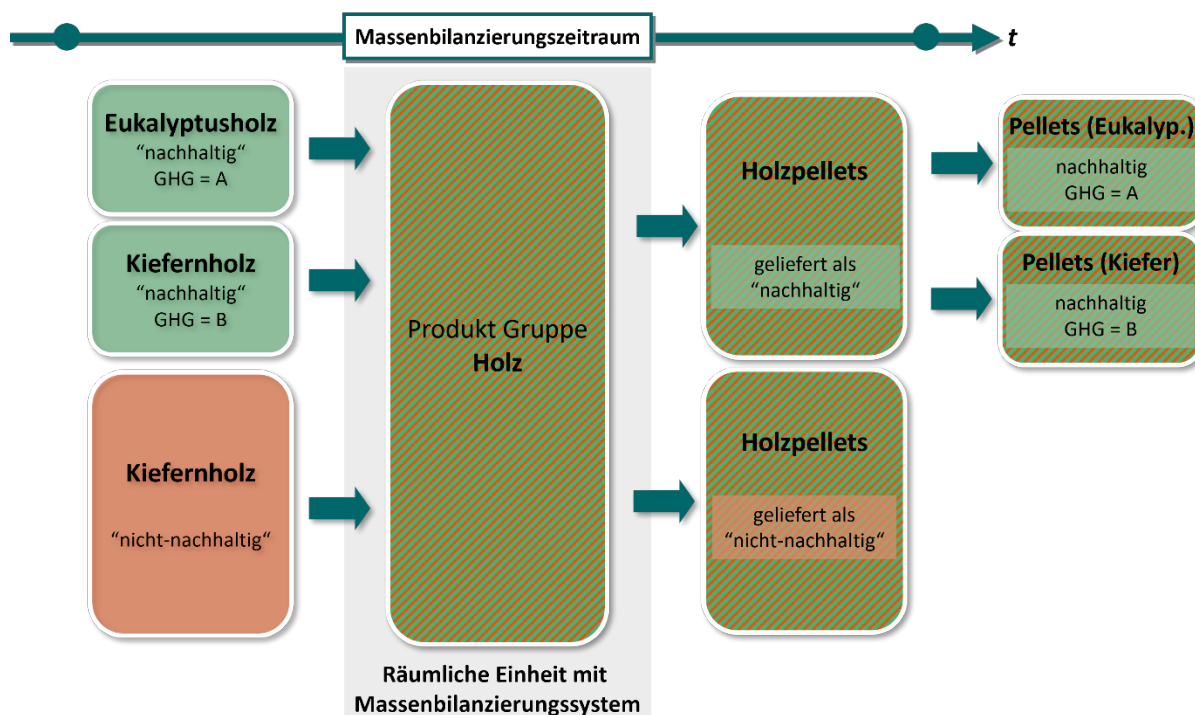 Massenbilanzierungszeitraum
t
Eukalyptusholz
“nachhaltig“
GHG = A
Kiefernholz
“nachhaltig“
GHG = B
Kiefernholz
“nicht-nachhaltig“
Produkt Gruppe
Holz
Räumliche Einheit mit
Massenbilanzierungssystem
Holzpellets
geliefert als
“nachhaltig“
Holzpellets
geliefert als
“nicht-nachhaltig“
Pellets (Eukalyp.)
nachhaltig
GHG = A
Pellets (Kiefer)
nachhaltig
GHG = B